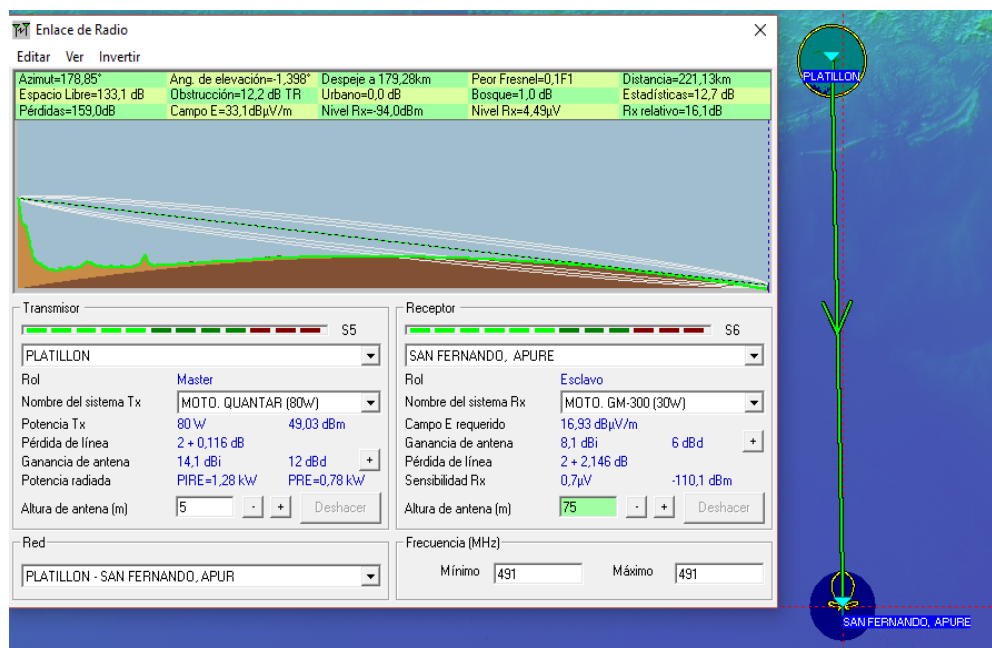 Enlace de Radio
Editar Ver Invertir
Azimut=178,85° Ang. de elevación=-1,398° Despeje a 179,28km Peor Fresnel=0,1F1 Distancia=221,13km
Espacio Libre=133,1 dB Obstrucción=12,2 dB TR Urbano=0,0 dB Bosque=1,0 dB Estadísticas=12,7 dB
Pérdidas=159,0dB Campo E=33,1dBµV/m Nivel Rx=-94,0dBm Nivel Rx=4,49µV Rx relativo=16,1dB
Transmisor
S5
PLATILLON
Rol Master
Nombre del sistema Tx MOTO. QUANTAR (80W)
Potencia Tx 80 W 49,03 dBm
Pérdida de línea 2 + 0,116 dB
Ganancia de antena 14,1 dBi 12 dBd +
Potencia radiada PIRE=1,28 kW PRE=0,78 kW
Altura de antena (m) 5 - + Deshacer
Red
PLATILLON - SAN FERNANDO, APUR
Receptor
S6
SAN FERNANDO, APURE
Rol Esclavo
Nombre del sistema Rx MOTO. GM-300 (30W)
Campo E requerido 16,93 dBµV/m
Ganancia de antena 8,1 dBi 6 dBd +
Pérdida de línea 2 + 2,146 dB
Sensibilidad Rx 0,7µV -110,1 dBm
Altura de antena (m) 75 - + Deshacer
Frecuencia (MHz)
Mínimo 491 Máximo 491
PLATILLON
SAN FERNANDO, APURE